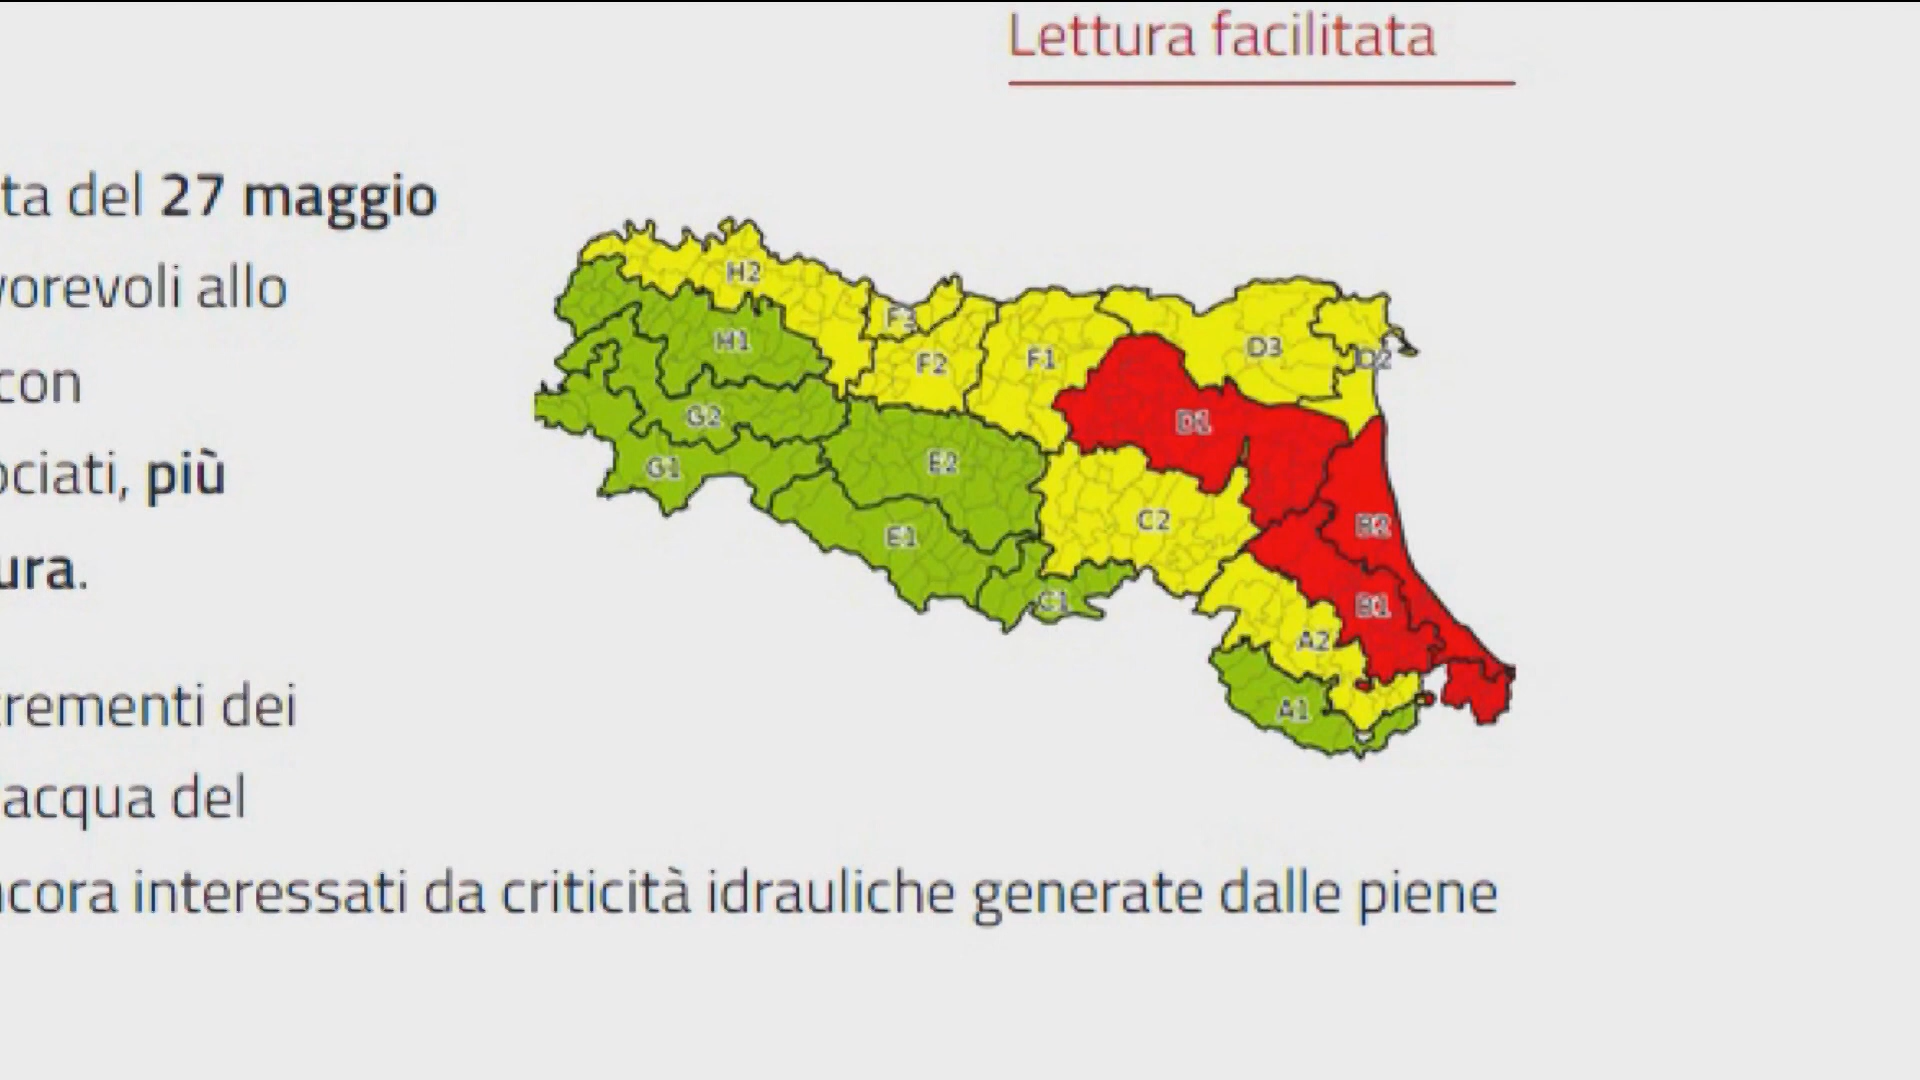 Lettura facilitata
ta del 27 maggio
vorevoli allo
con
ociati, più
ura.
crementi dei
acqua del
ncora interessati da criticità idrauliche generate dalle piene
H2
H1
F2
F1
D3
D2
D1
G2
G1
E2
E1
C2
C1
B2
B1
A2
A1